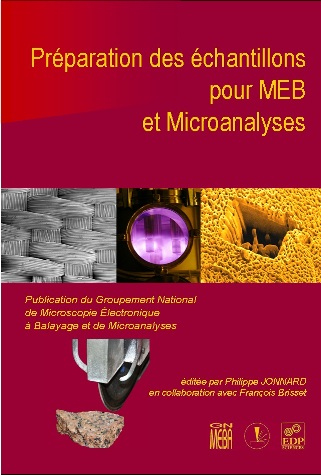 Préparation des échantillons
pour MEB
et Microanalyses
Publication du Groupement National
de Microscopie Électronique
à Balayage et de Microanalyses
éditée par Philippe JONNARD
en collaboration avec François Brisset
GN
MEBA
EDP
SCIENCES